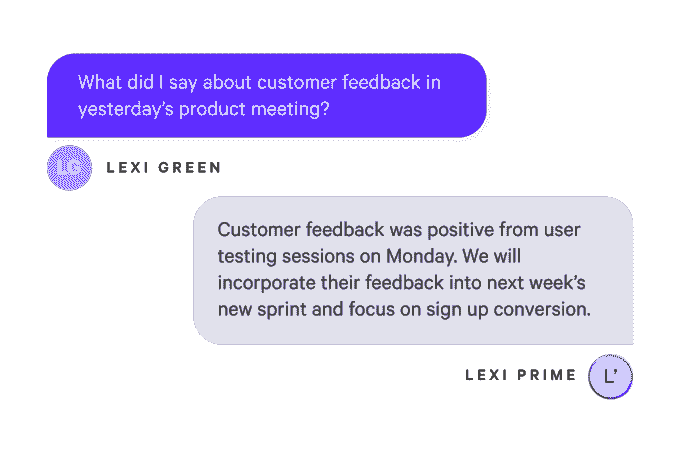 What did I say about customer feedback in
yesterday's product meeting?
LG
LEXI GREEN
Customer feedback was positive from user
testing sessions on Monday. We will
incorporate their feedback into next week's
new sprint and focus on sign up conversion.
LEXI PRIME
L'